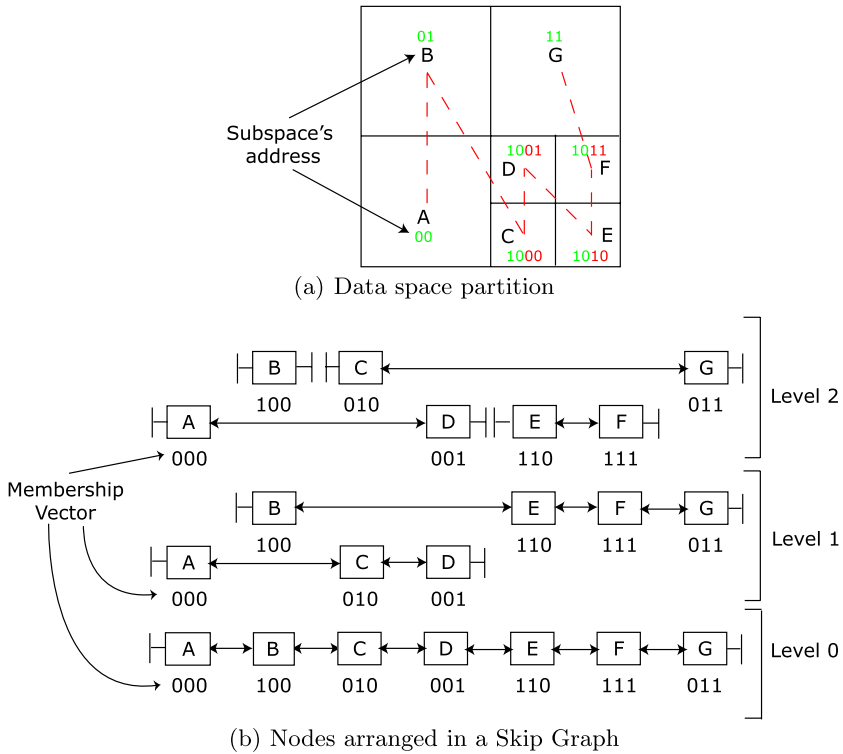 01
11
B
G
Subspace's
address
1001
1011
D
F
A
00
C
E
1000
1010
(a) Data space partition
B
C
G
Level 2
100
010
011
A
D
E
F
000
001
110
111
Membership
Vector
B
E
F
G
100
110
111
011
Level 1
A
C
D
000
010
001
A
B
C
D
E
F
G
Level 0
000
100
010
001
110
111
011
(b) Nodes arranged in a Skip Graph